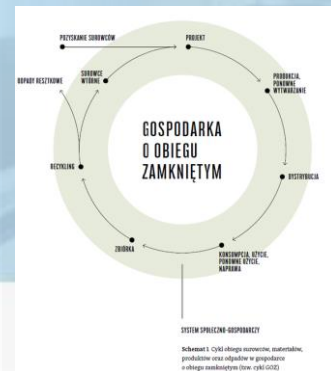 POZYSKANIE SUROWCÓW
PROJEKT
ODPADY RESZTKOWE
SUROWCE
WTÓRNE
PRODUKCJA,
PONOWNE
WYTWARZANIE
GOSPODARKA
O OBIEGU
ZAMKNIĘTYM
RECYKLING
DYSTRYBUCJA
ZBIÓRKA
KONSUMPCJA, UŻYCIE,
PONOWNE UŻYCIE,
NAPRAWA
SYSTEM SPOŁECZNO-GOSPODARCZY
Schemat 1. Cykl obiegu surowców, materiałów,
produktów oraz odpadów w gospodarce
o obiegu zamkniętym (tzw. cykl GOZ)